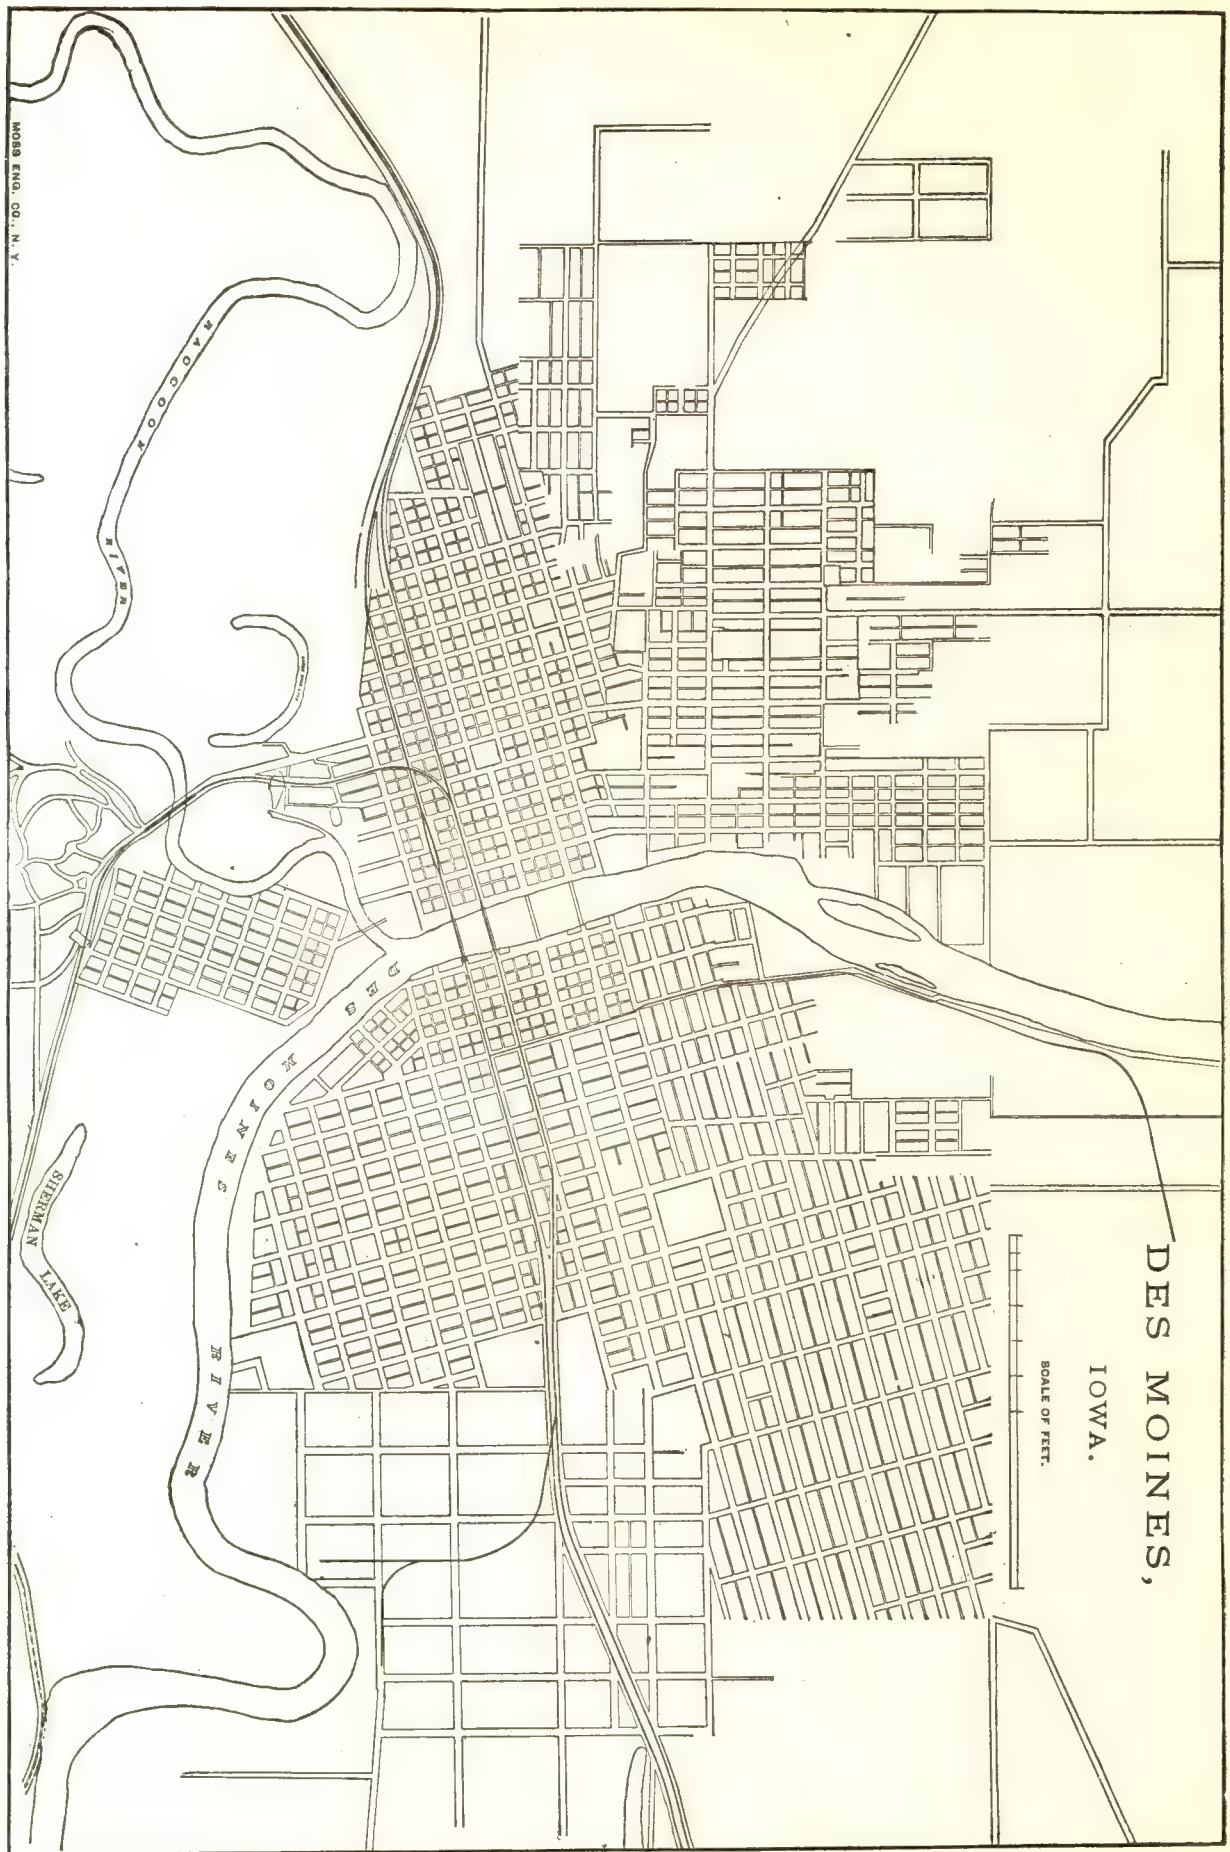 DES MOINES,
IOWA.
SCALE OF FEET.
RACCOON RIVER
DES MOINES RIVER
SHERMAN LAKE
MOSS ENG. CO., N. Y.